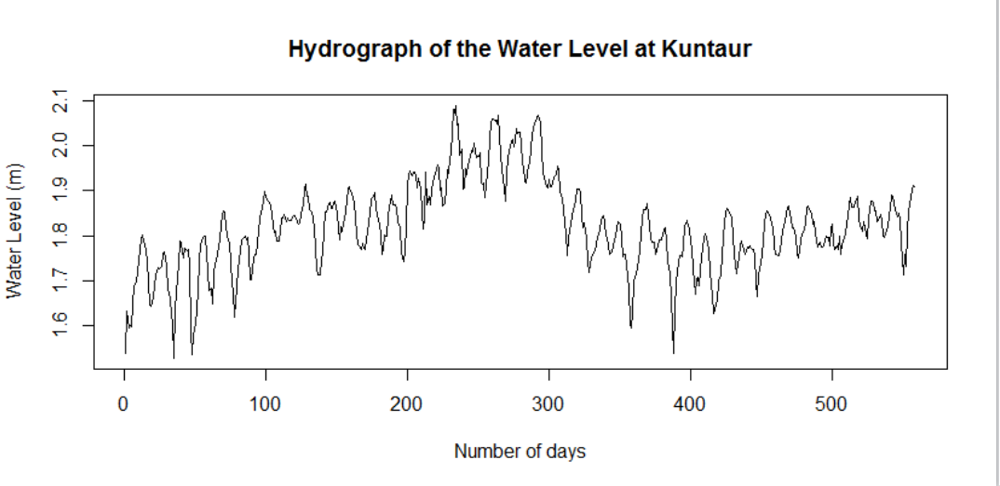 Hydrograph of the Water Level at Kuntaur
Water Level (m)
2.1
2.0
1.9
1.8
1.7
1.6
0 100 200 300 400 500
Number of days